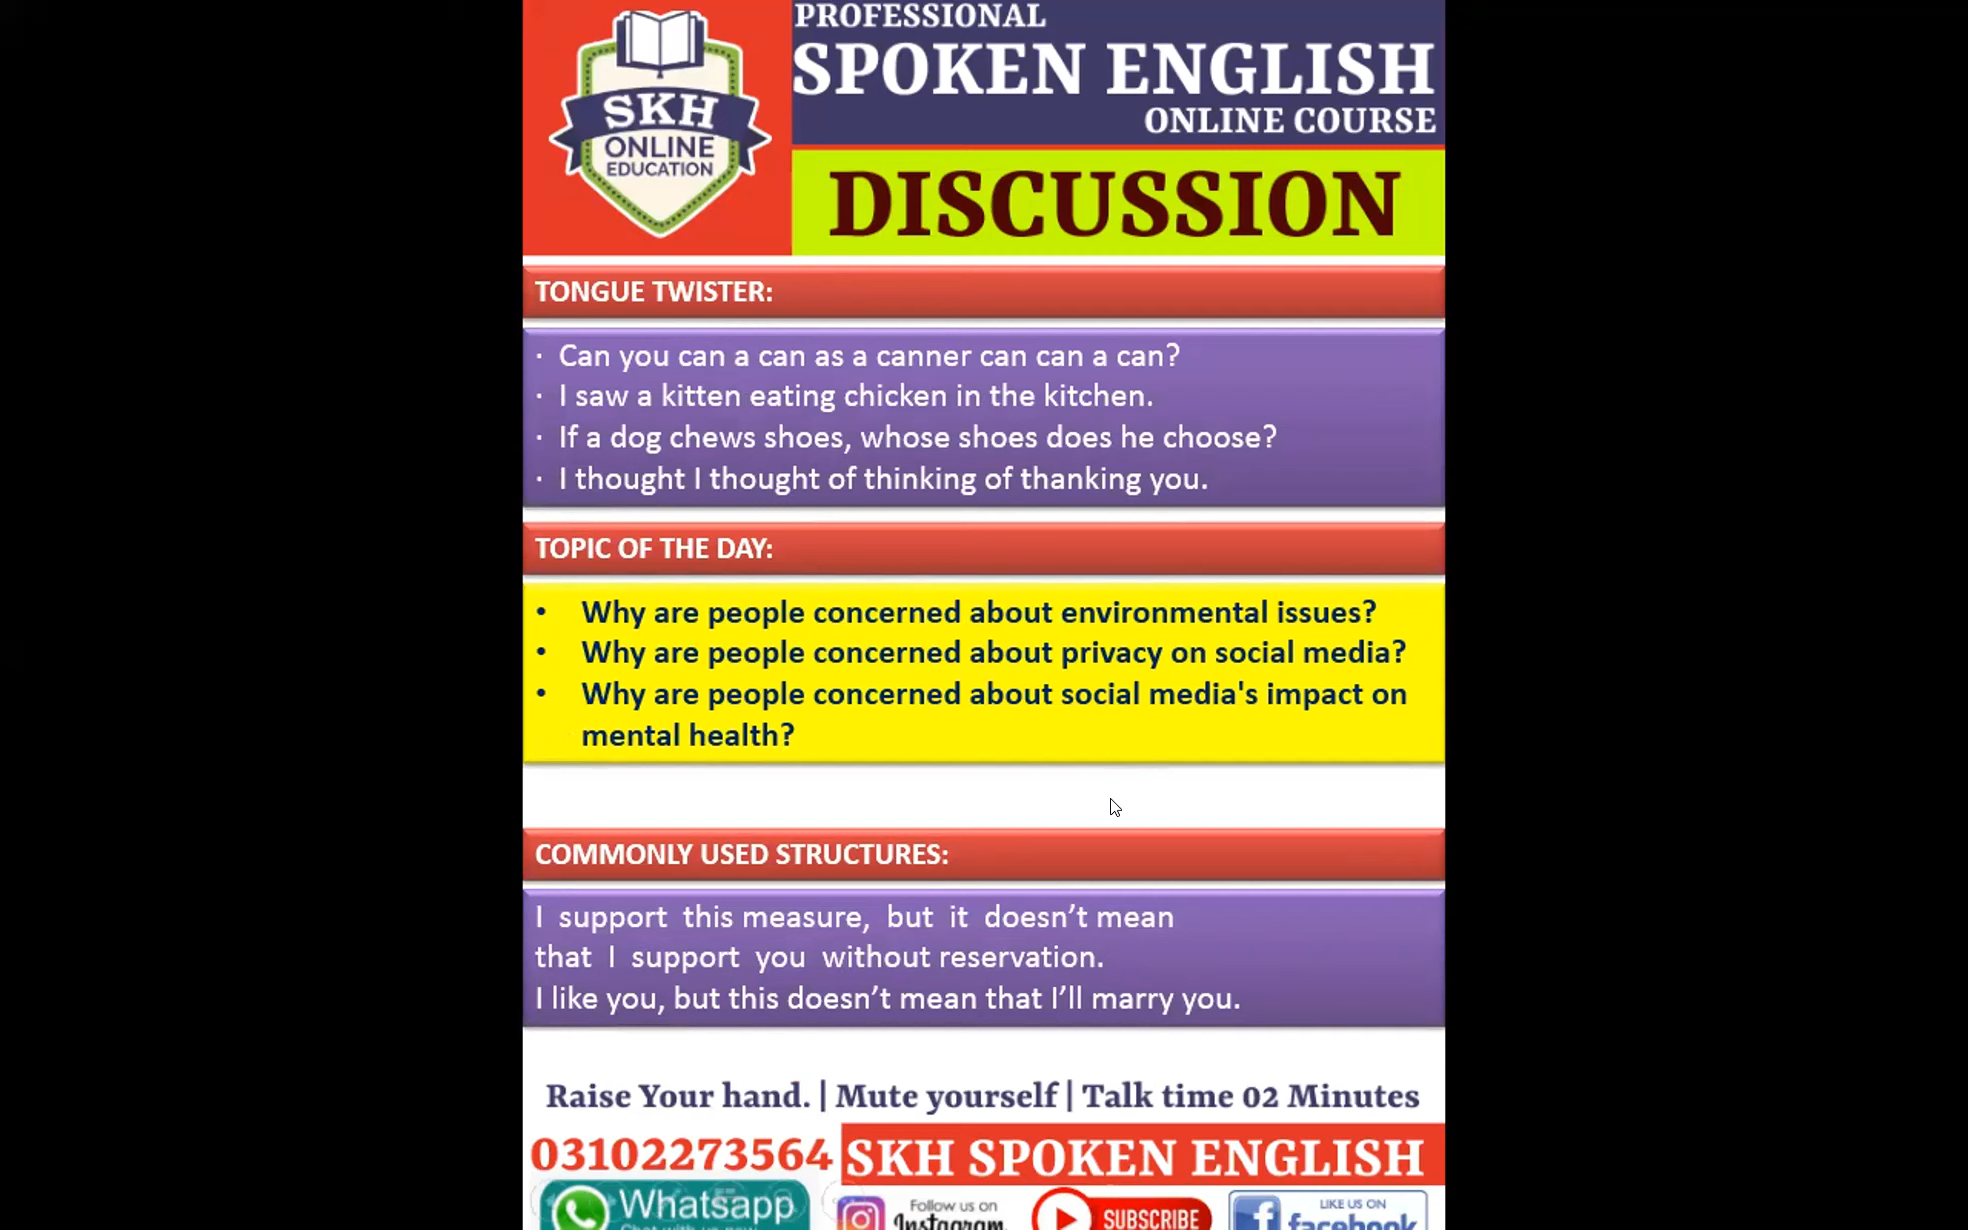 SKH
ONLINE
EDUCATION
PROFESSIONAL
SPOKEN ENGLISH
ONLINE COURSE
DISCUSSION
TONGUE TWISTER:
· Can you can a can as a canner can can a can?
· I saw a kitten eating chicken in the kitchen.
· If a dog chews shoes, whose shoes does he choose?
· I thought I thought of thinking of thanking you.
TOPIC OF THE DAY:
• Why are people concerned about environmental issues?
• Why are people concerned about privacy on social media?
• Why are people concerned about social media's impact on
mental health?
COMMONLY USED STRUCTURES:
I support this measure, but it doesn’t mean
that I support you without reservation.
I like you, but this doesn’t mean that I’ll marry you.
Raise Your hand. | Mute yourself | Talk time 02 Minutes
03102273564 SKH SPOKEN ENGLISH
Whatsapp
Follow us on
Instagram
SUBSCRIBE
LIKE US ON
facebook